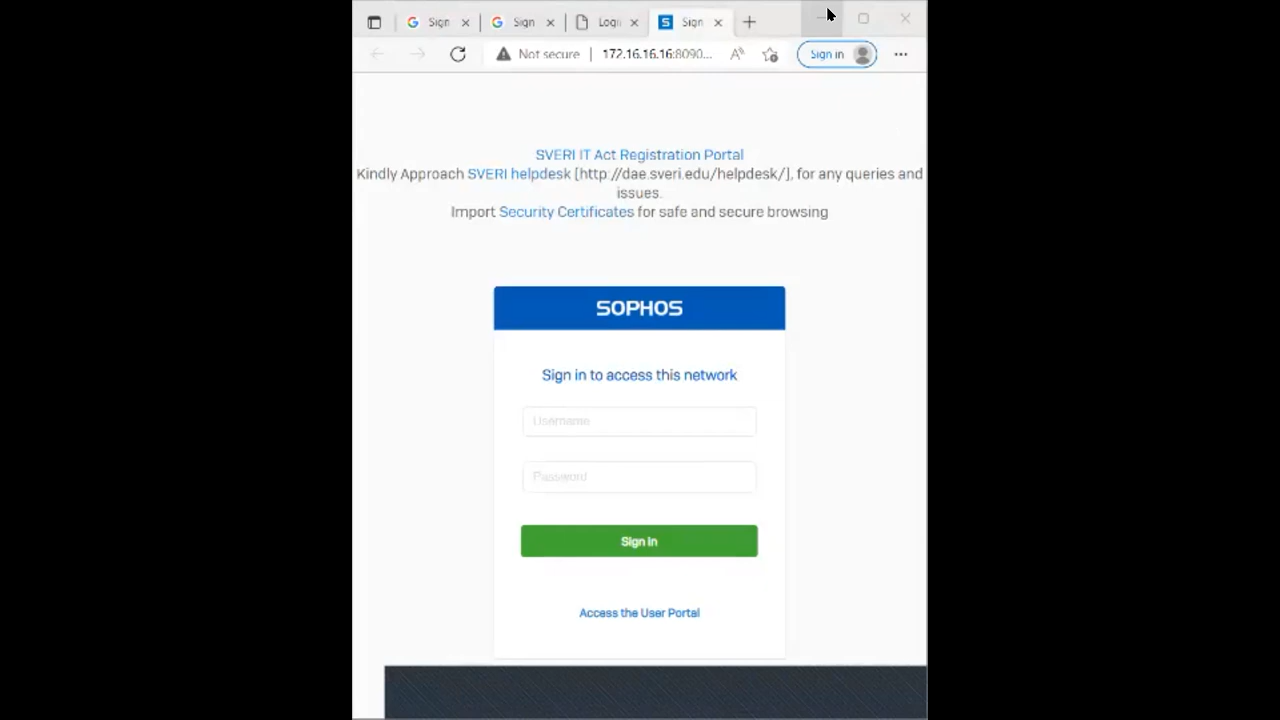 Sign
Sign
Logi
Sign
Not secure
172.16.16.16:8090...
Sign in
SVERI IT Act Registration Portal
Kindly Approach SVERI helpdesk [http://dae.sveri.edu/helpdesk/], for any queries and
issues.
Import Security Certificates for safe and secure browsing
SOPHOS
Sign in to access this network
Username
Password
Sign in
Access the User Portal